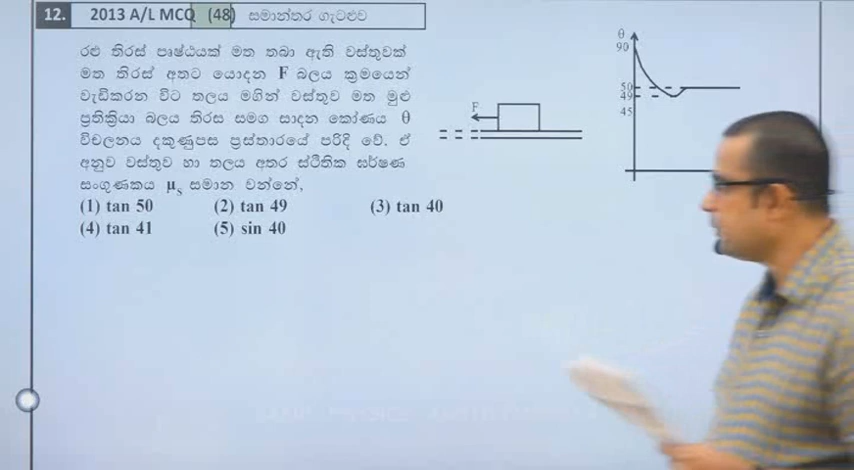 12. 2013 A/L MCQ (48) සමාන්තර ගැටළුව
රළු තිරස් පෘෂ්ඨයක් මත තබා ඇති වස්තුවක්
මත තිරස් අතට යොදන F බලය ක්‍රමයෙන්
වැඩිකරන විට තලය මගින් වස්තුව මත මුළු
ප්‍රතික්‍රියා බලය තිරස සමග සාදන කෝණය θ
විචලනය දකුණුපස ප්‍රස්තාරයේ පරිදි වේ. ඒ
අනුව වස්තුව හා තලය අතර ස්ථිතික ඝර්ෂණ
සංගුණකය μs සමාන වන්නේ,
(1) tan 50 (2) tan 49 (3) tan 40
(4) tan 41 (5) sin 40
F
θ
90
50
49
45